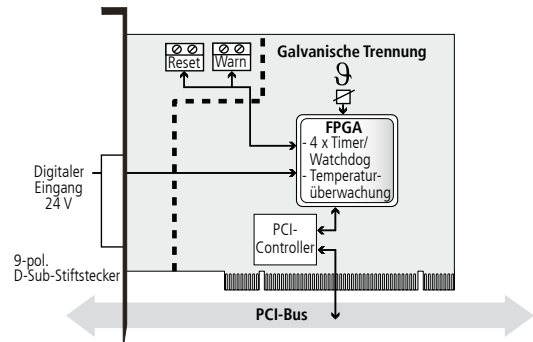 Galvanische Trennung
Reset
Warn
ϑ
FPGA
- 4 x Timer/
Watchdog
- Temperatur-
überwachung
Digitaler
Eingang
24 V
PCI-
Controller
9-pol.
D-Sub-Stiftstecker
PCI-Bus